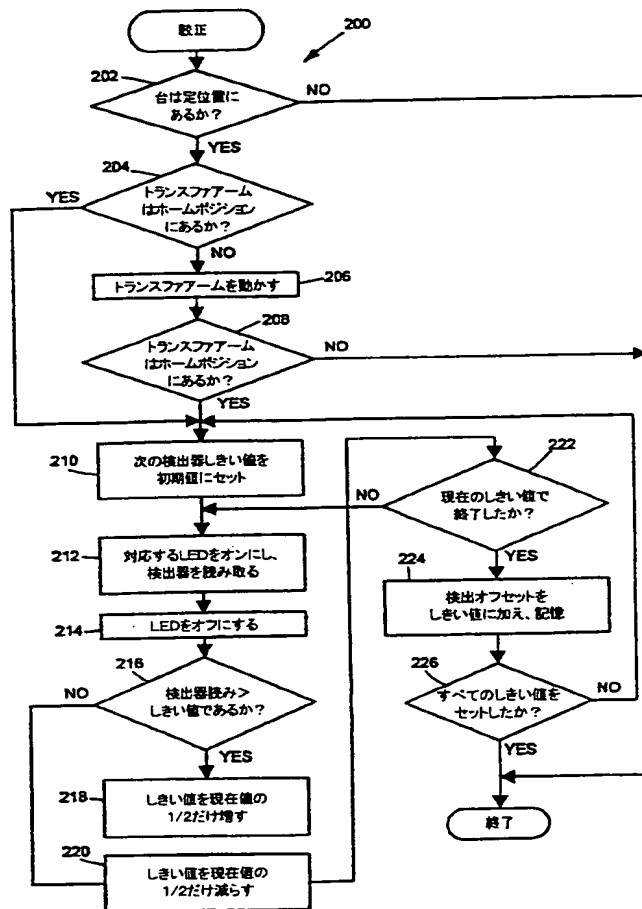 較正
200
202
台は定位置に
あるか?
NO
YES
204
YES
トランスファアーム
はホームポジション
にあるか?
NO
トランスファアームを動かす
206
208
トランスファアーム
はホームポジション
にあるか?
NO
YES
210
次の検出器しきい値を
初期値にセット
222
現在のしきい値で
終了したか?
NO
YES
212
対応するLEDをオンにし、
検出器を読み取る
224
検出オフセットを
しきい値に加え、記憶
214
LEDをオフにする
216
NO
検出器読み>
しきい値であるか?
YES
226
すべてのしきい値を
セットしたか?
NO
YES
218
しきい値を現在値の
1/2だけ増す
終了
220
しきい値を現在値の
1/2だけ減らす